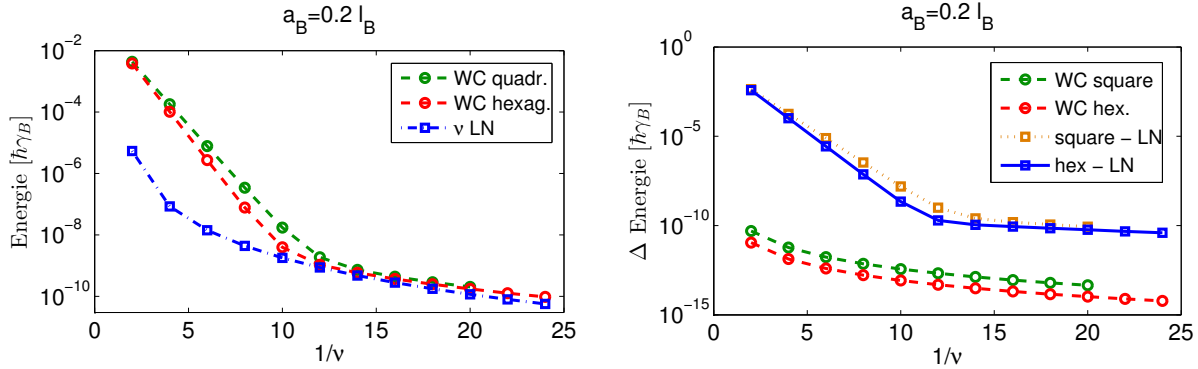 a_B=0.2 l_B
Energie [ħγ_B]
10^-2
10^-4
10^-6
10^-8
10^-10
0 5 10 15 20 25
1/ν
WC quadr.
WC hexag.
ν LN
a_B=0.2 l_B
Δ Energie [ħγ_B]
10^0
10^-5
10^-10
10^-15
0 5 10 15 20 25
1/ν
WC square
WC hex.
square − LN
hex − LN